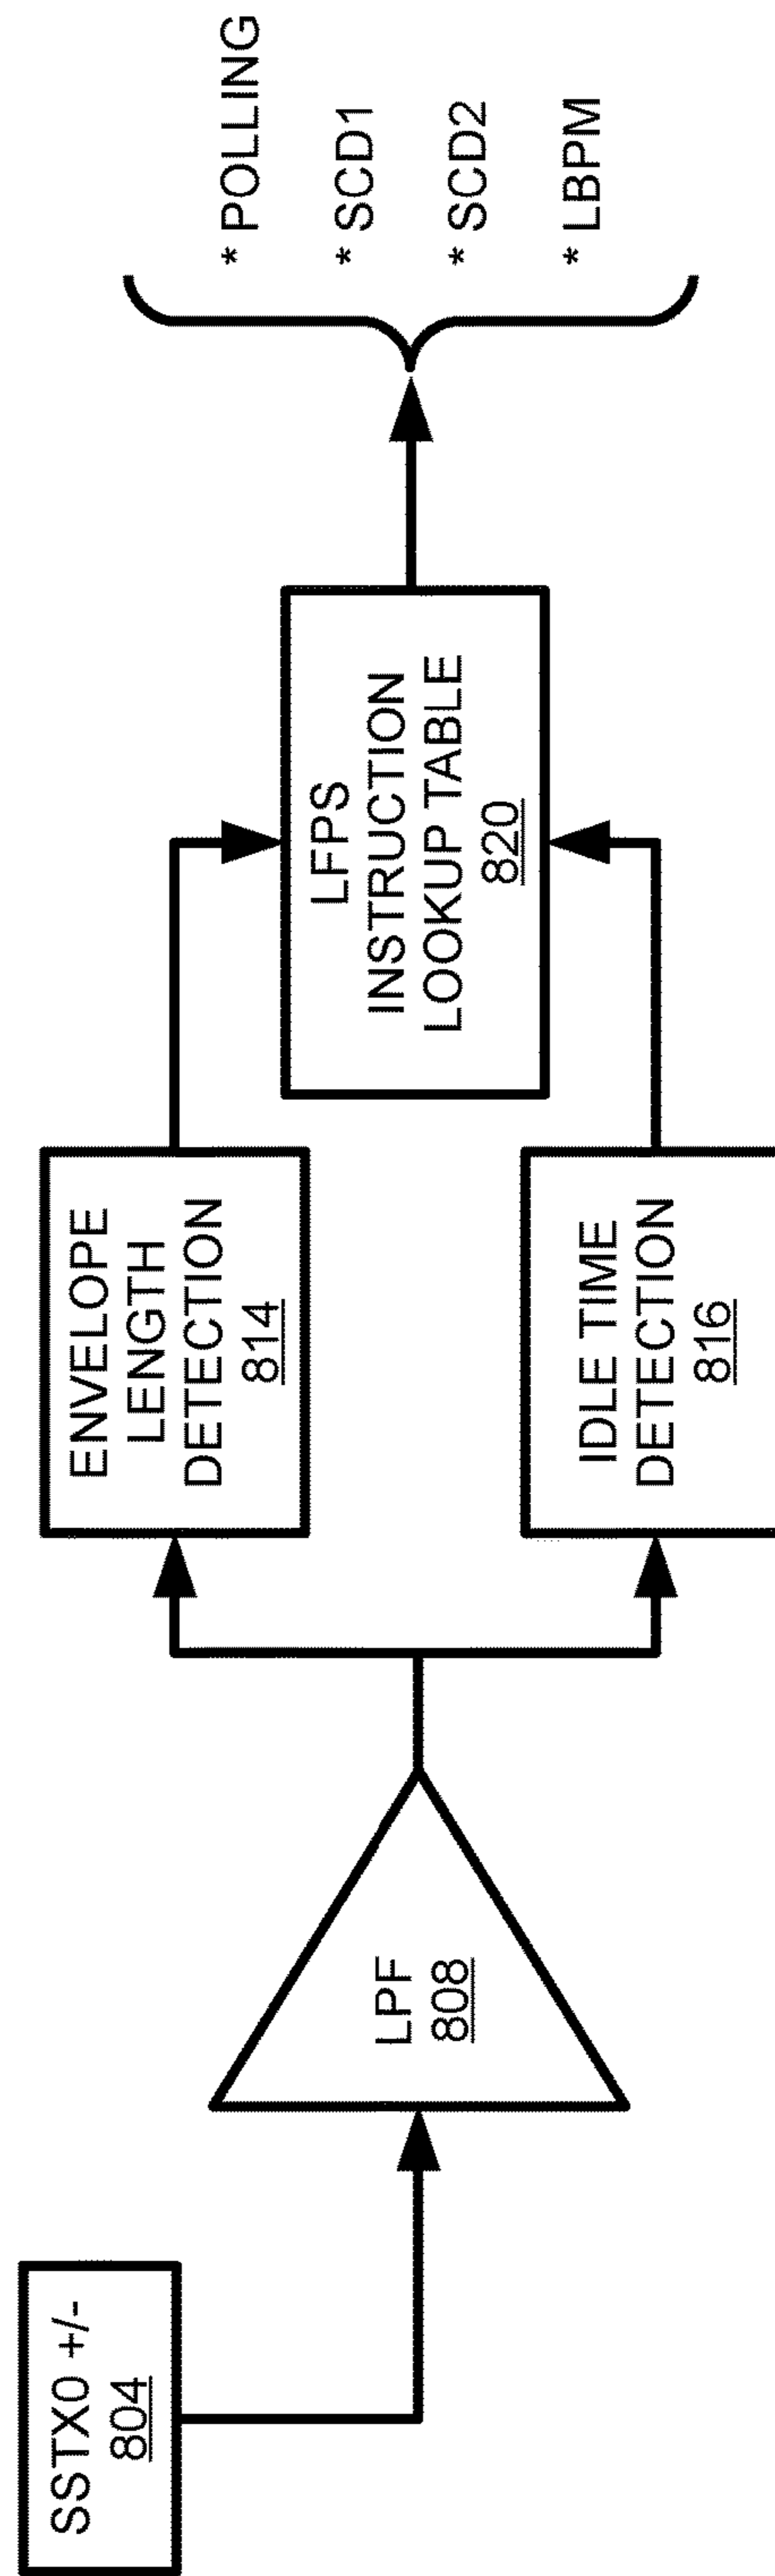 SSTX0 +/-
804
LPF
808
ENVELOPE
LENGTH
DETECTION
814
IDLE TIME
DETECTION
816
LFPS
INSTRUCTION
LOOKUP TABLE
820
* POLLING
* SCD1
* SCD2
* LBPM